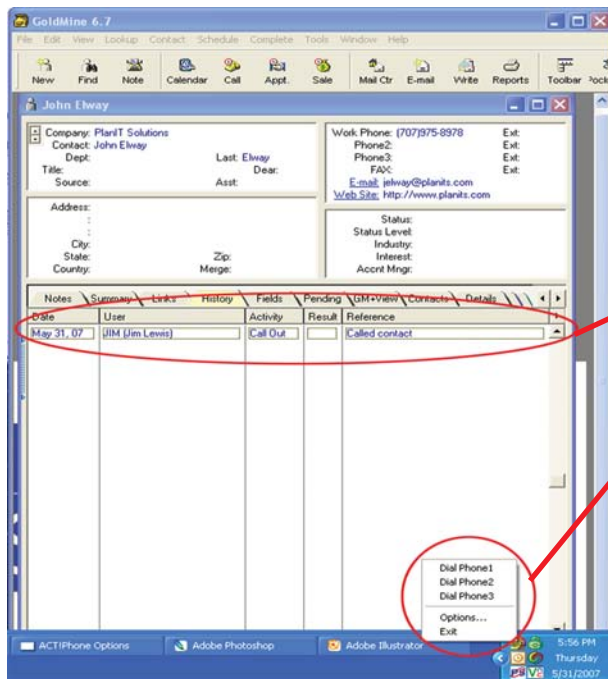 GoldMine 6.7
File Edit View Lookup Contact Schedule Complete Tools Window Help
New Find Note Calendar Call Appt. Sale Mail Ctr E-mail Write Reports Toolbar
John Elway
Company: PlanIT Solutions
Contact: John Elway
Dept: Last: Elway
Title: Dear:
Source: Asst:
Work Phone: (707)975-8978 Ext:
Phone2: Ext:
Phone3: Ext:
FAX: Ext:
E-mail: jelway@planits.com
Web Site: http://www.planits.com
Address:
:
:
City:
State: Zip:
Country: Merge:
Status:
Status Level:
Industry:
Interest:
Accnt Mngr:
Notes Summary Links History Fields Pending GM+View Contacts Details
Date User Activity Result Reference
May 31, 07 JIM (Jim Lewis) Call Out Called contact
Dial Phone1
Dial Phone2
Dial Phone3
Options...
Exit
ACT!Phone Options Adobe Photoshop Adobe Illustrator
5:56 PM
Thursday
5/31/2007